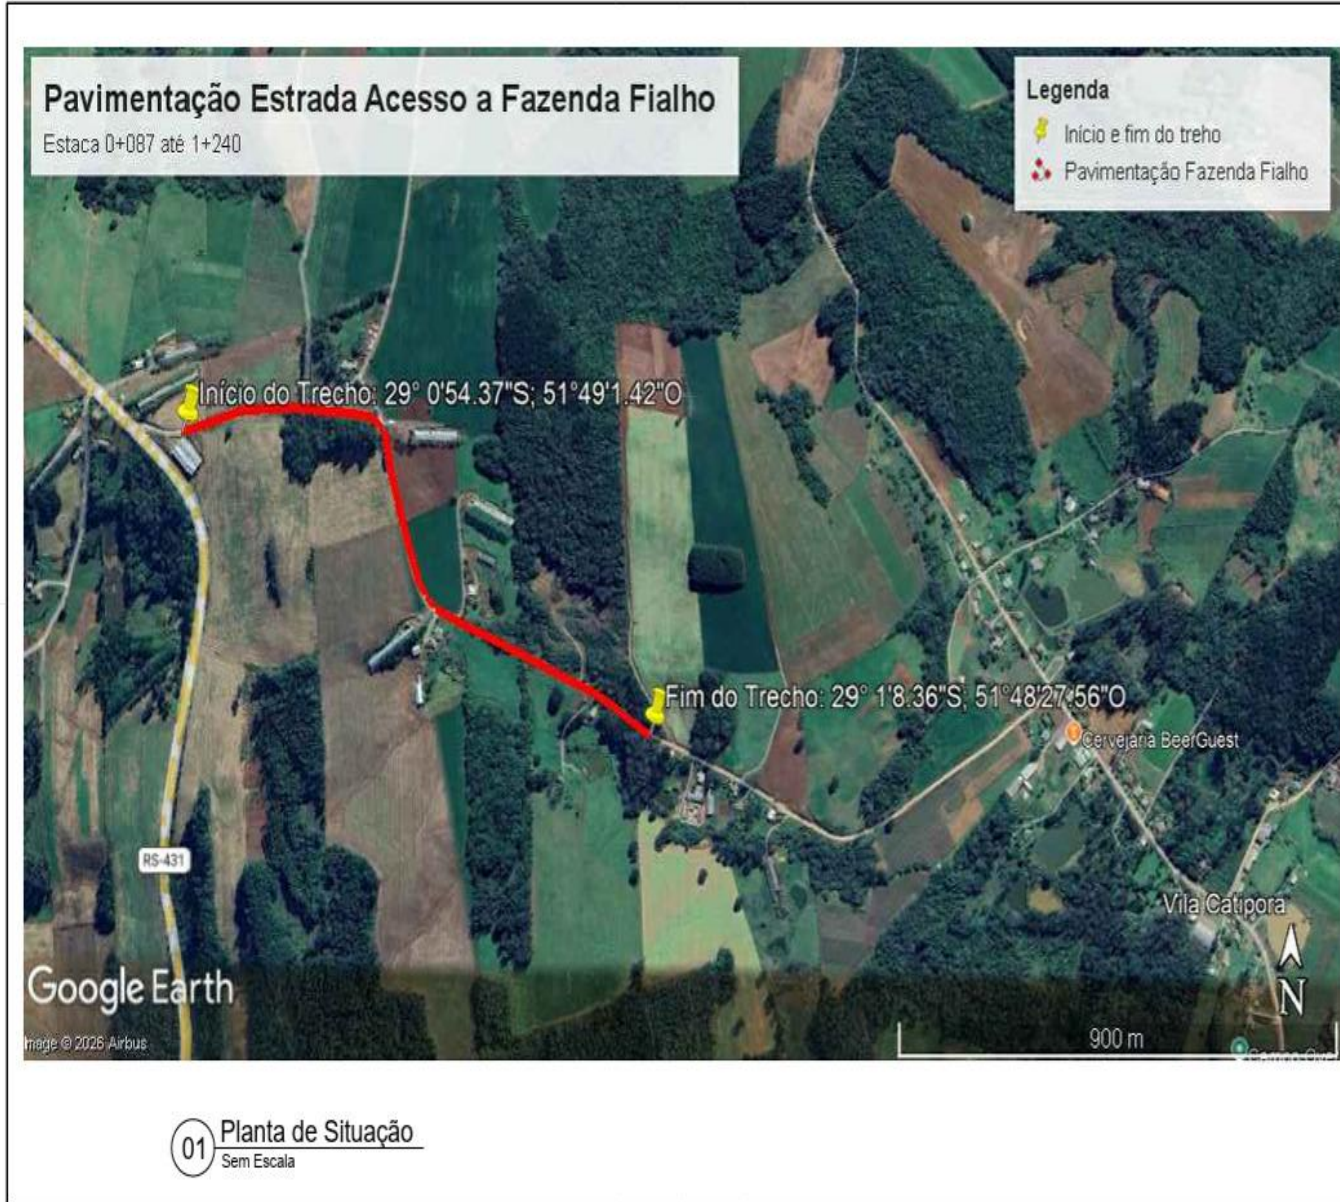 Pavimentação Estrada Acesso a Fazenda Fialho
Estaca 0+087 até 1+240
Legenda
Início e fim do treho
Pavimentação Fazenda Fialho
Início do Trecho: 29° 0'54.37"S; 51°49'1.42"O
Fim do Trecho: 29° 1'8.36"S; 51°48'27.56"O
Cervejaria BeerGuest
RS-431
Vila Catipora
Google Earth
N
Image © 2026 Airbus
900 m
01
Planta de Situação
Sem Escala